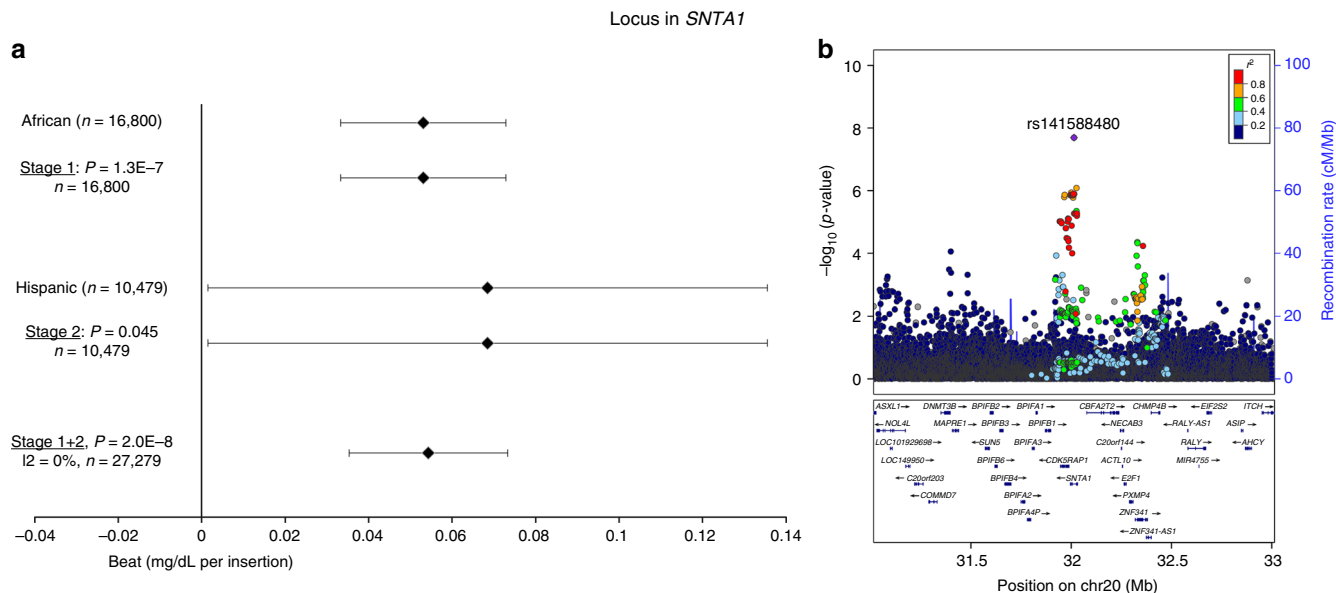 Locus in SNTA1
a
African (n = 16,800)
Stage 1: P = 1.3E–7
n = 16,800
Hispanic (n = 10,479)
Stage 2: P = 0.045
n = 10,479
Stage 1+2, P = 2.0E–8
I2 = 0%, n = 27,279
–0.04 –0.02 0 0.02 0.04 0.06 0.08 0.1 0.12 0.14
Beat (mg/dL per insertion)
b
10
8
6
4
2
0
–log10 (p-value)
rs141588480
r2
0.8
0.6
0.4
0.2
100
80
60
40
20
0
Recombination rate (cM/Mb)
ASXL1→ DNMT3B→ BPIFB2→ BPIFA1→ CBFA2T2→ CHMP4B→ ←EIF2S2 ITCH→
←NOL4L MAPRE1→ BPIFB3→ BPIFB1→ ←NECAB3 ←RALY-AS1 ASIP→
LOC101929698→ ←SUN5 BPIFA3→ C20orf144→ RALY→ ←AHCY
LOC149950→ BPIFB6→ ←CDK5RAP1 ACTL10→ MIR4755→
←C20orf203 BPIFB4→ ←SNTA1 ←E2F1
←COMMD7 BPIFA2→ ←PXMP4
BPIFA4P→ ZNF341→
←ZNF341-AS1
31.5 32 32.5 33
Position on chr20 (Mb)